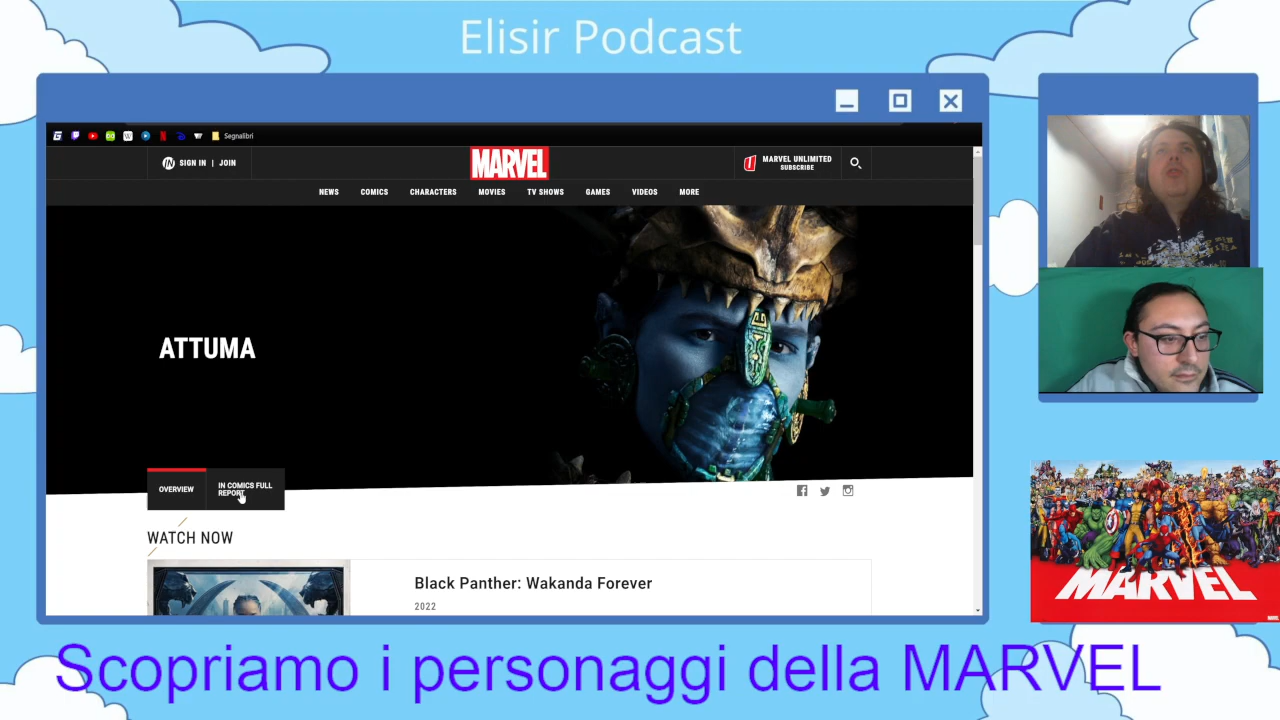 Elisir Podcast
Segnalibri
SIGN IN | JOIN
MARVEL
MARVEL UNLIMITED
SUBSCRIBE
NEWS COMICS CHARACTERS MOVIES TV SHOWS GAMES VIDEOS MORE
ATTUMA
OVERVIEW
IN COMICS FULL
REPORT
WATCH NOW
Black Panther: Wakanda Forever
2022
MARVEL
Scopriamo i personaggi della MARVEL